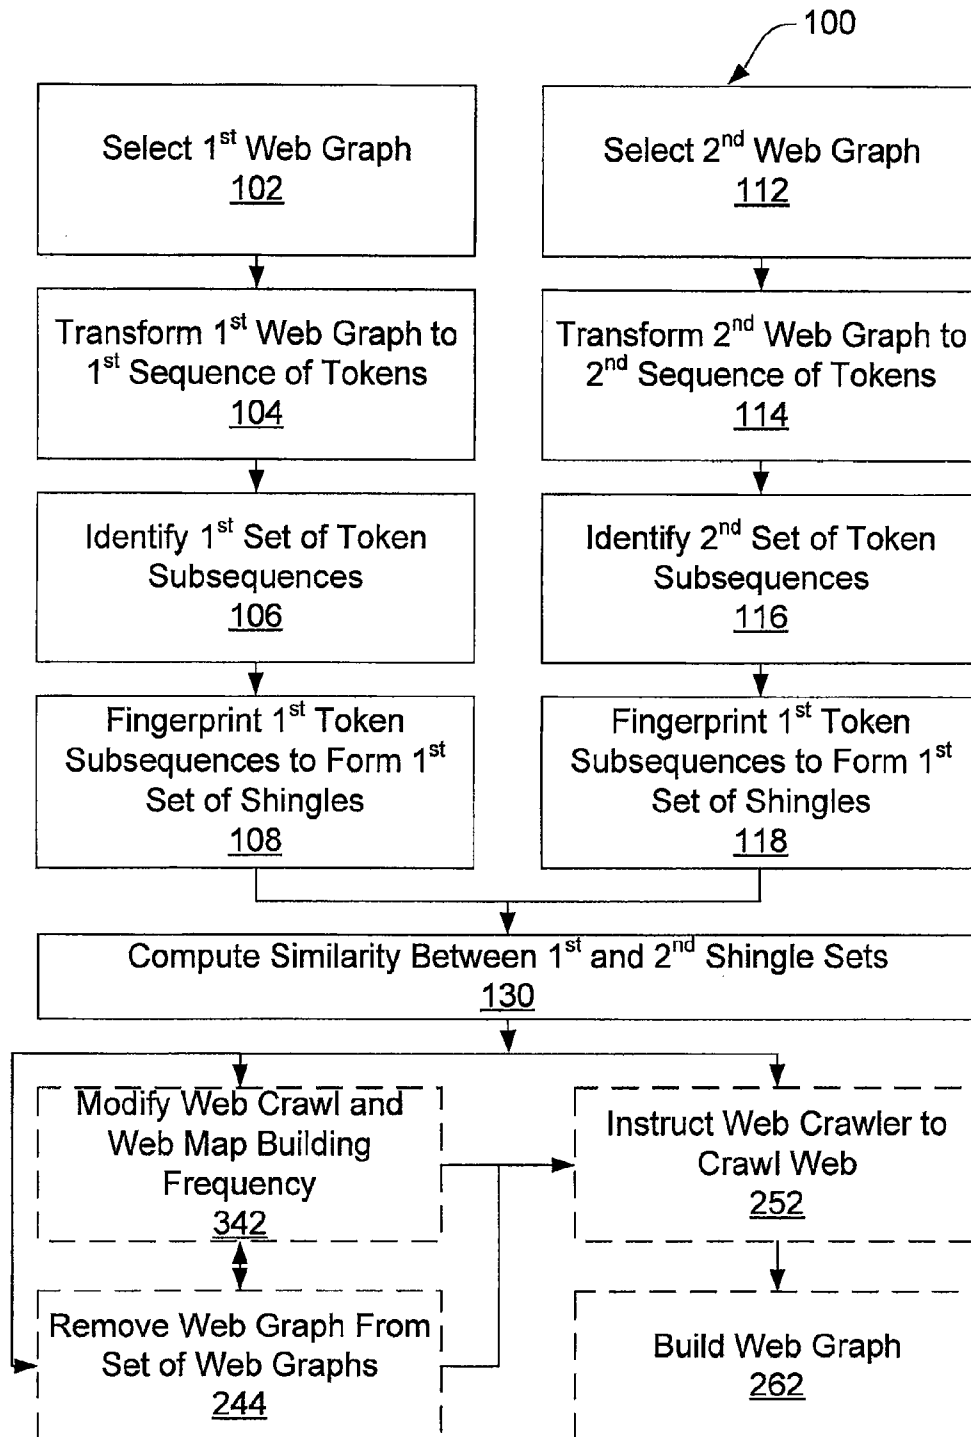 100
Select 1st Web Graph
102
Select 2nd Web Graph
112
Transform 1st Web Graph to
1st Sequence of Tokens
104
Transform 2nd Web Graph to
2nd Sequence of Tokens
114
Identify 1st Set of Token
Subsequences
106
Identify 2nd Set of Token
Subsequences
116
Fingerprint 1st Token
Subsequences to Form 1st
Set of Shingles
108
Fingerprint 1st Token
Subsequences to Form 1st
Set of Shingles
118
Compute Similarity Between 1st and 2nd Shingle Sets
130
Modify Web Crawl and
Web Map Building
Frequency
342
Instruct Web Crawler to
Crawl Web
252
Remove Web Graph From
Set of Web Graphs
244
Build Web Graph
262